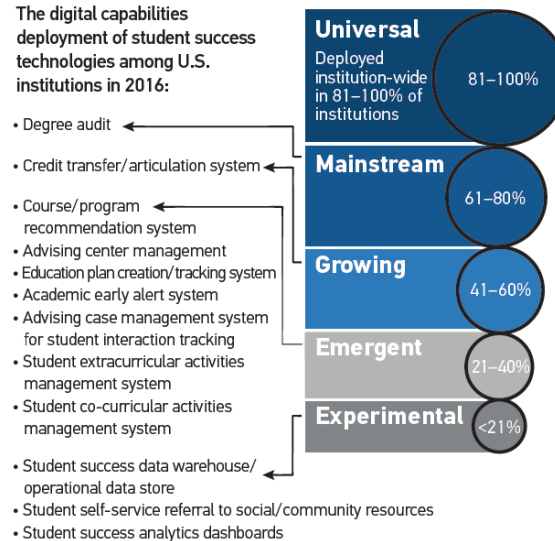 The digital capabilities
deployment of student success
technologies among U.S.
institutions in 2016:
• Degree audit
• Credit transfer/articulation system
• Course/program
recommendation system
• Advising center management
• Education plan creation/tracking system
• Academic early alert system
• Advising case management system
for student interaction tracking
• Student extracurricular activities
management system
• Student co-curricular activities
management system
• Student success data warehouse/
operational data store
• Student self-service referral to social/community resources
• Student success analytics dashboards
Universal
Deployed
institution-wide
in 81–100% of
institutions
81–100%
Mainstream
61–80%
Growing
41–60%
Emergent
21–40%
Experimental
<21%